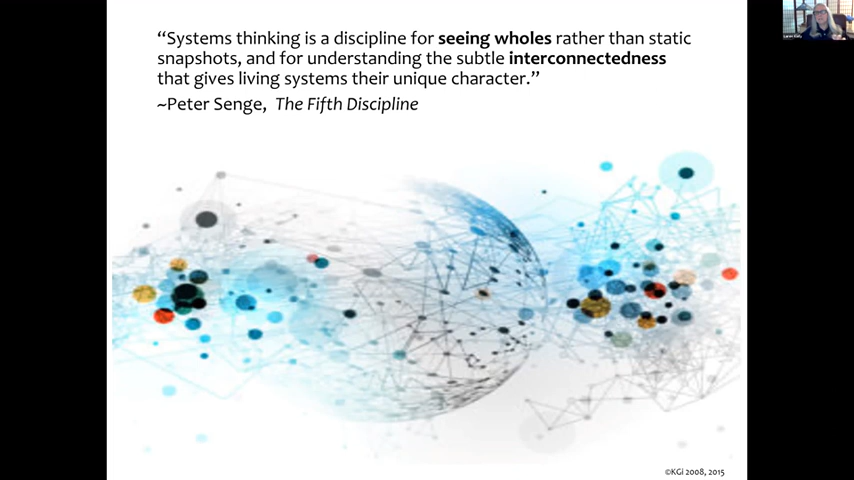 “Systems thinking is a discipline for seeing wholes rather than static
snapshots, and for understanding the subtle interconnectedness
that gives living systems their unique character.”
~Peter Senge, The Fifth Discipline
©KGi 2008, 2015